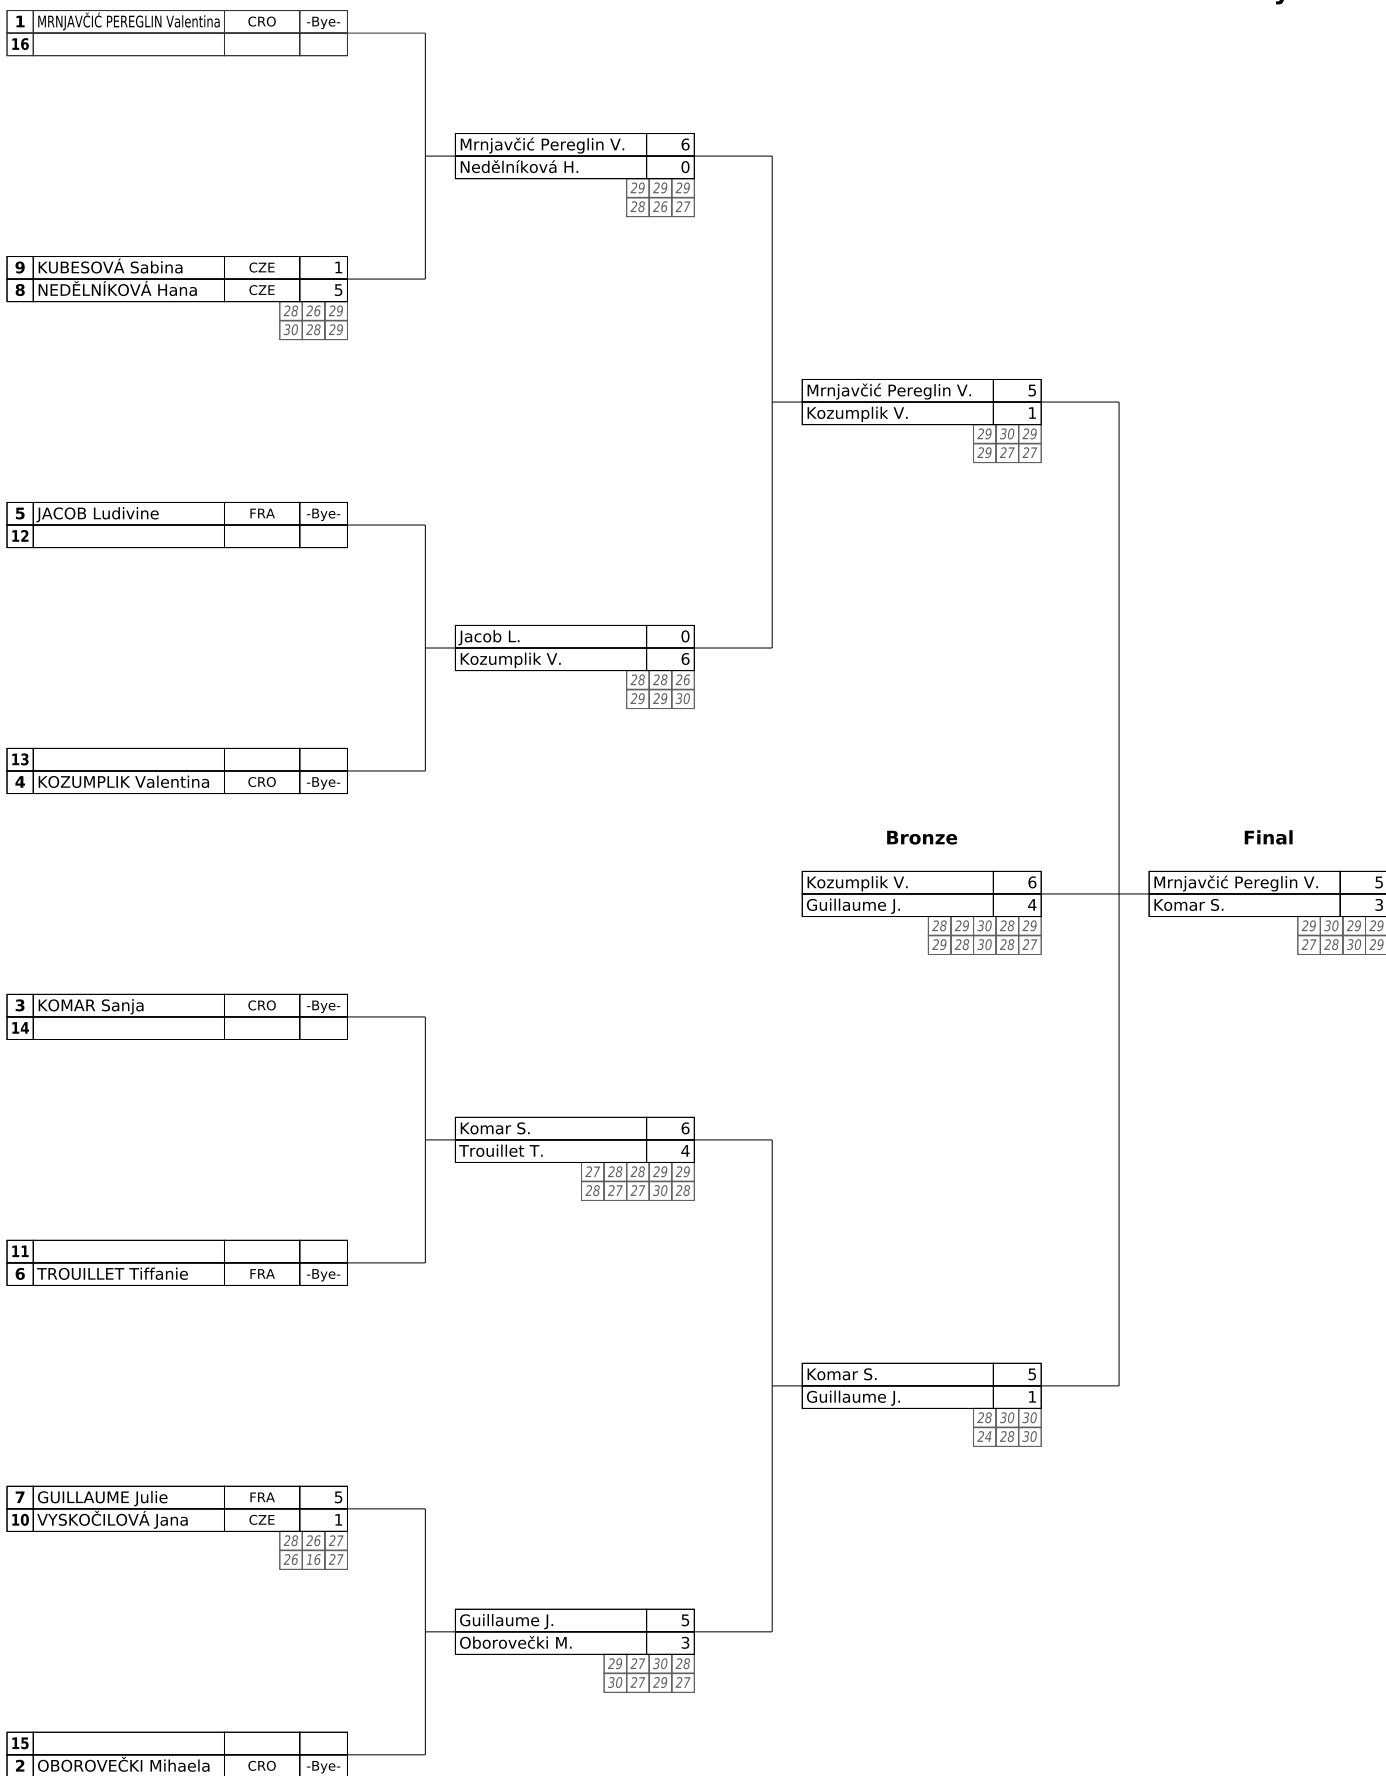 1 MRNJAVČIĆ PEREGLIN Valentina CRO -Bye-
16
Mrnjavčić Pereglin V. 6
Nedělníková H. 0
29 29 29
28 26 27
9 KUBESOVÁ Sabina CZE 1
8 NEDĚLNÍKOVÁ Hana CZE 5
28 26 29
30 28 29
Mrnjavčić Pereglin V. 5
Kozumplik V. 1
29 30 29
29 27 27
5 JACOB Ludivine FRA -Bye-
12
Jacob L. 0
Kozumplik V. 6
28 28 26
29 29 30
13
4 KOZUMPLIK Valentina CRO -Bye-
Bronze Final
Kozumplik V. 6 Mrnjavčić Pereglin V. 5
Guillaume J. 4 Komar S. 3
28 29 30 28 29 29 30 29 29
29 28 30 28 27 27 28 30 29
3 KOMAR Sanja CRO -Bye-
14
Komar S. 6
Trouillet T. 4
27 28 28 29 29
28 27 27 30 28
11
6 TROUILLET Tiffanie FRA -Bye-
Komar S. 5
Guillaume J. 1
28 30 30
24 28 30
7 GUILLAUME Julie FRA 5
10 VYSKOČILOVÁ Jana CZE 1
28 26 27
26 16 27
Guillaume J. 5
Oborovečki M. 3
29 27 30 28
30 27 29 27
15
2 OBOROVEČKI Mihaela CRO -Bye-